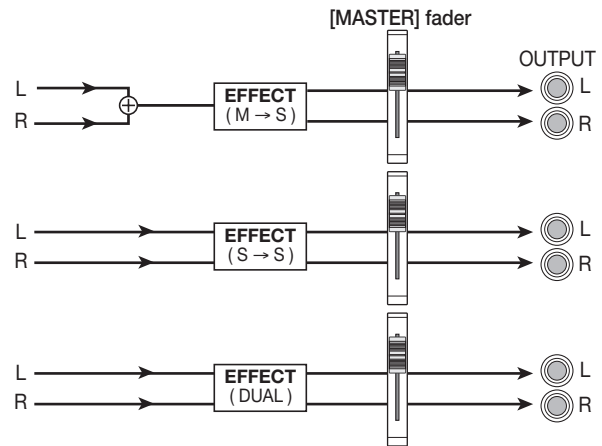 [MASTER] fader
OUTPUT
L
R
EFFECT
( M → S )
L
R
L
R
EFFECT
( S → S )
L
R
L
R
EFFECT
( DUAL )
L
R